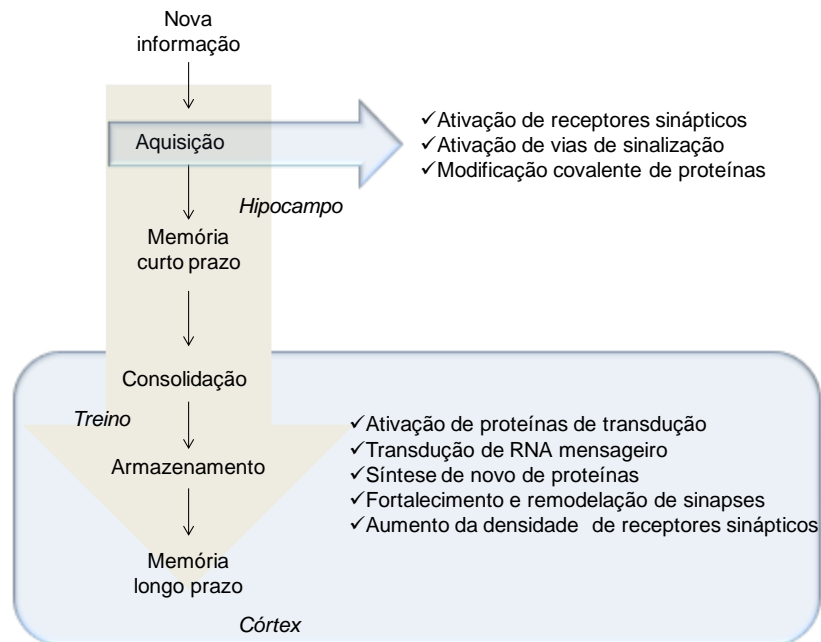 Nova
informação
Aquisição
✓Ativação de receptores sinápticos
✓Ativação de vias de sinalização
✓Modificação covalente de proteínas
Hipocampo
Memória
curto prazo
Consolidação
Treino
Armazenamento
✓Ativação de proteínas de transdução
✓Transdução de RNA mensageiro
✓Síntese de novo de proteínas
✓Fortalecimento e remodelação de sinapses
✓Aumento da densidade de receptores sinápticos
Memória
longo prazo
Córtex